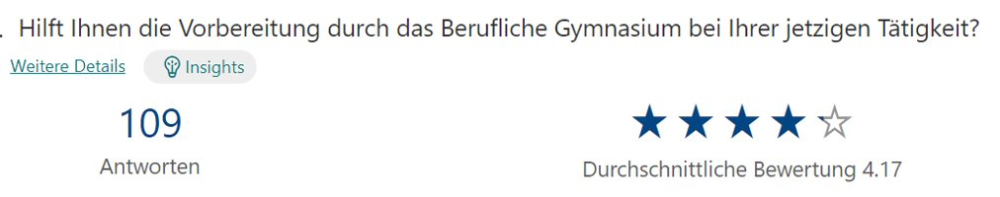 . Hilft Ihnen die Vorbereitung durch das Berufliche Gymnasium bei Ihrer jetzigen Tätigkeit?
Weitere Details Insights
109
Antworten
Durchschnittliche Bewertung 4.17